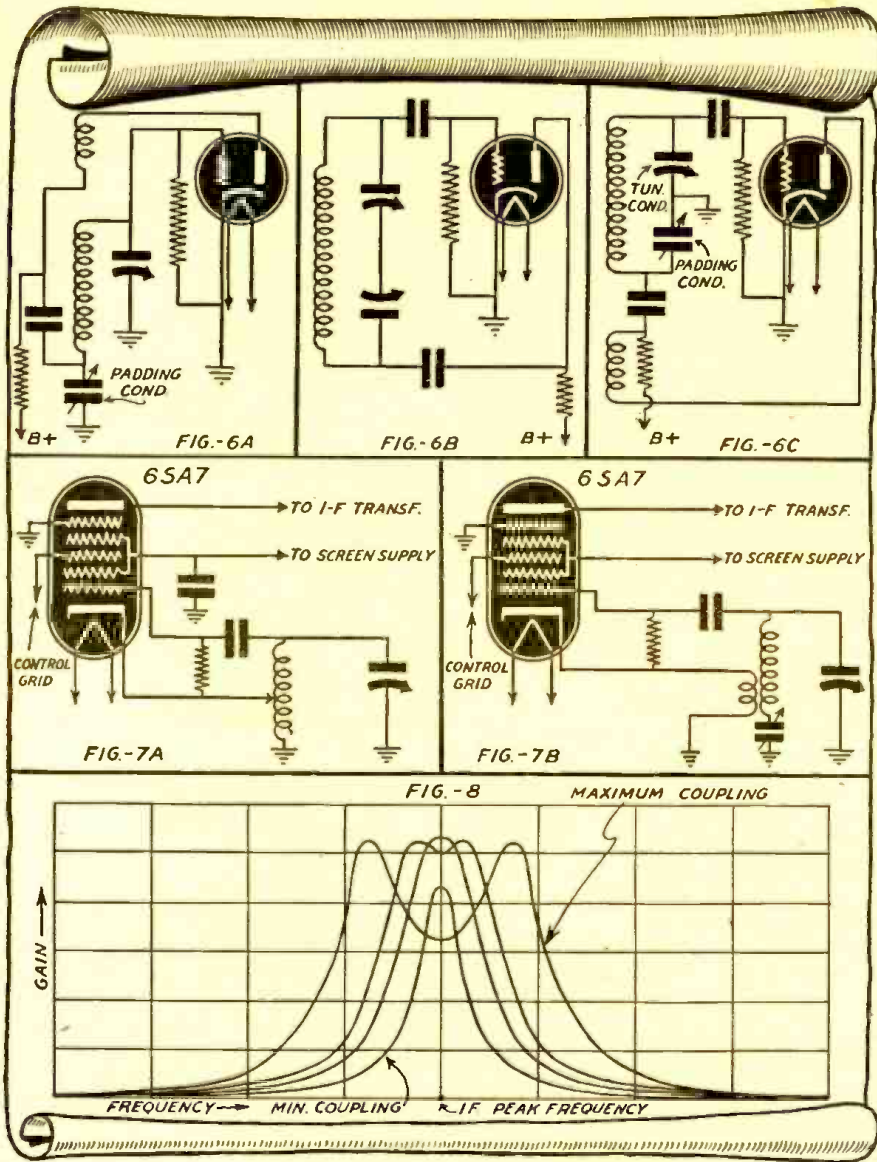 PADDING
COND.
B+
FIG.-6A
FIG.-6B
B+
TUN.
COND.
PADDING
COND.
B+
FIG.-6C
6SA7
TO I-F TRANSF.
TO SCREEN SUPPLY
CONTROL
GRID
FIG.-7A
6SA7
TO I-F TRANSF.
TO SCREEN SUPPLY
CONTROL
GRID
FIG.-7B
FIG.-8
MAXIMUM COUPLING
GAIN
FREQUENCY
MIN. COUPLING
IF PEAK FREQUENCY